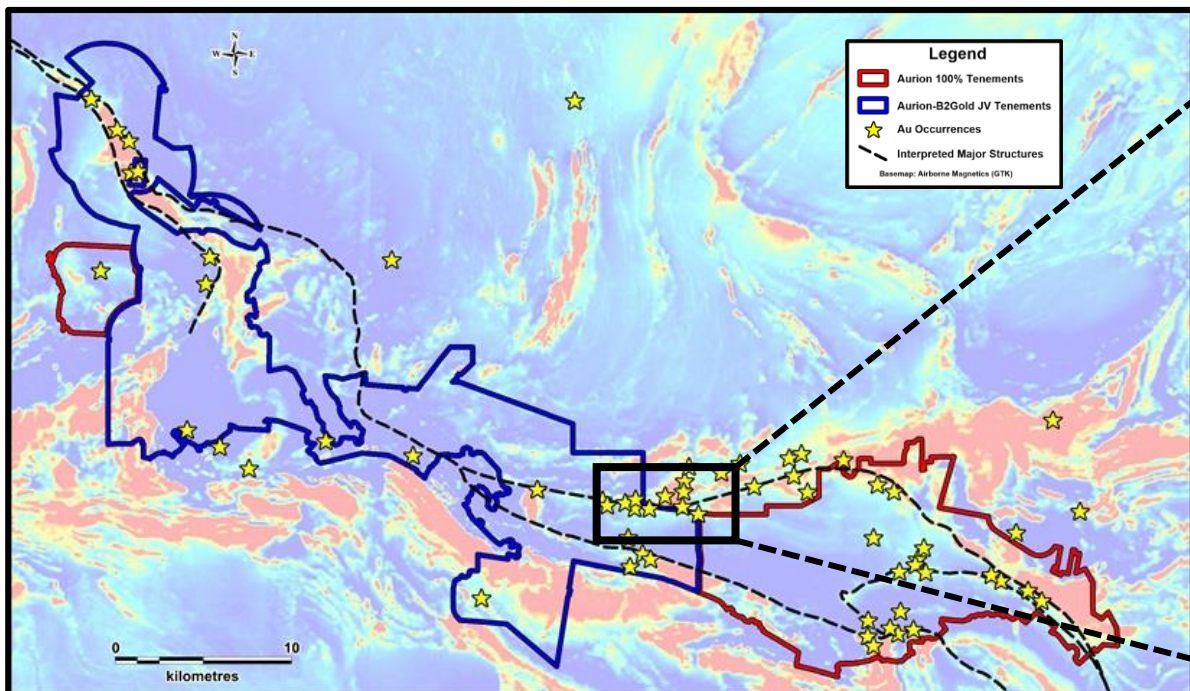 N
W E
S
Legend
Aurion 100% Tenements
Aurion-B2Gold JV Tenements
Au Occurrences
Interpreted Major Structures
Basemap: Airborne Magnetics (GTK)
0 10
kilometres